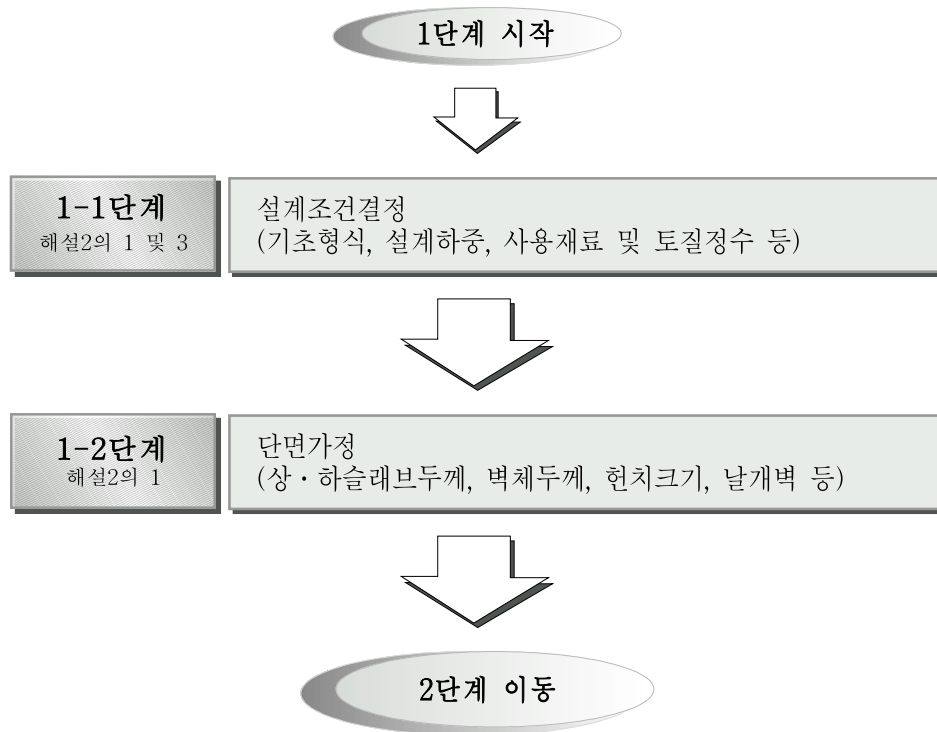 1단계 시작
1-1단계
해설2의 1 및 3
설계조건결정
(기초형식, 설계하중, 사용재료 및 토질정수 등)
1-2단계
해설2의 1
단면가정
(상·하슬래브두께, 벽체두께, 헌치크기, 날개벽 등)
2단계 이동